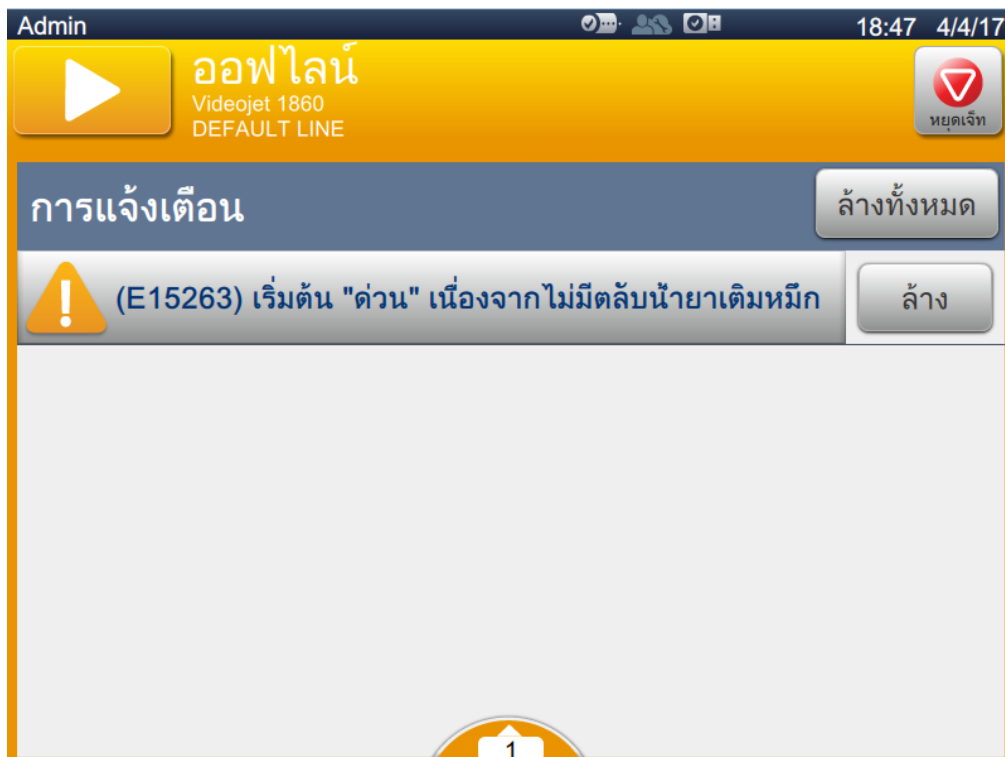 Admin
18:47 4/4/17
ออฟไลน์
Videojet 1860
DEFAULT LINE
หยุดเจ็ท
การแจ้งเตือน
ล้างทั้งหมด
(E15263) เริ่มต้น "ด่วน" เนื่องจากไม่มีตลับน้ำยาเติมหมึก
ล้าง
1